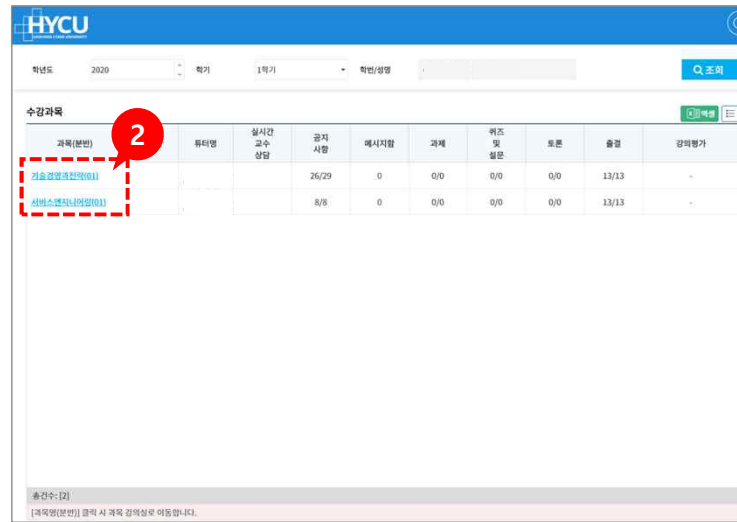 HYCU
학년도 2020 학기 1학기 학번/성명 조회
수강과목 엑셀
2
과목(분반) 튜터명 실시간 교수 상담 공지 사항 메시지함 과제 퀴즈 및 설문 토론 출결 강의평가
기술경영과전략(01) 26/29 0 0/0 0/0 0/0 13/13 -
서비스엔지니어링(01) 8/8 0 0/0 0/0 0/0 13/13 -
총건수: [2]
[과목명(분반)] 클릭 시 과목 강의실로 이동합니다.